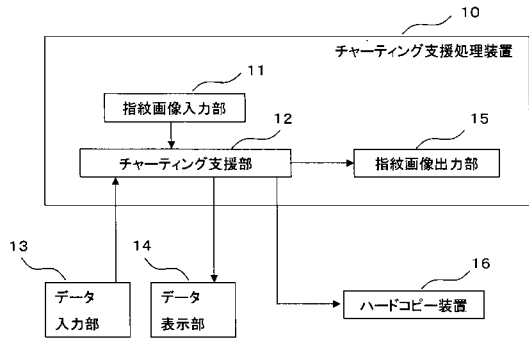 10
チャーティング支援処理装置
11
指紋画像入力部
12
チャーティング支援部
15
指紋画像出力部
13
データ
入力部
14
データ
表示部
16
ハードコピー装置